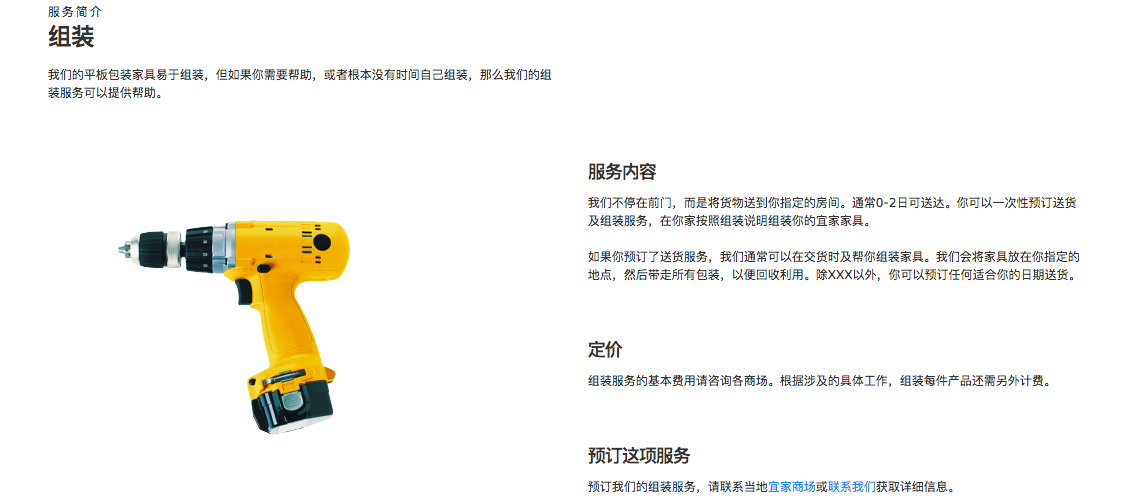 服务简介
组装
我们的平板包装家具易于组装，但如果你需要帮助，或者根本没有时间自己组装，那么我们的组
装服务可以提供帮助。
服务内容
我们不停在前门，而是将货物送到你指定的房间。通常0-2日可送达。你可以一次性预订送货
及组装服务，在你家按照组装说明组装你的宜家家具。
如果你预订了送货服务，我们通常可以在交货时及帮你组装家具。我们会将家具放在你指定的
地点，然后带走所有包装，以便回收利用。除XXX以外，你可以预订任何适合你的日期送货。
定价
组装服务的基本费用请咨询各商场。根据涉及的具体工作，组装每件产品还需另外计费。
预订这项服务
预订我们的组装服务，请联系当地宜家商场或联系我们获取详细信息。